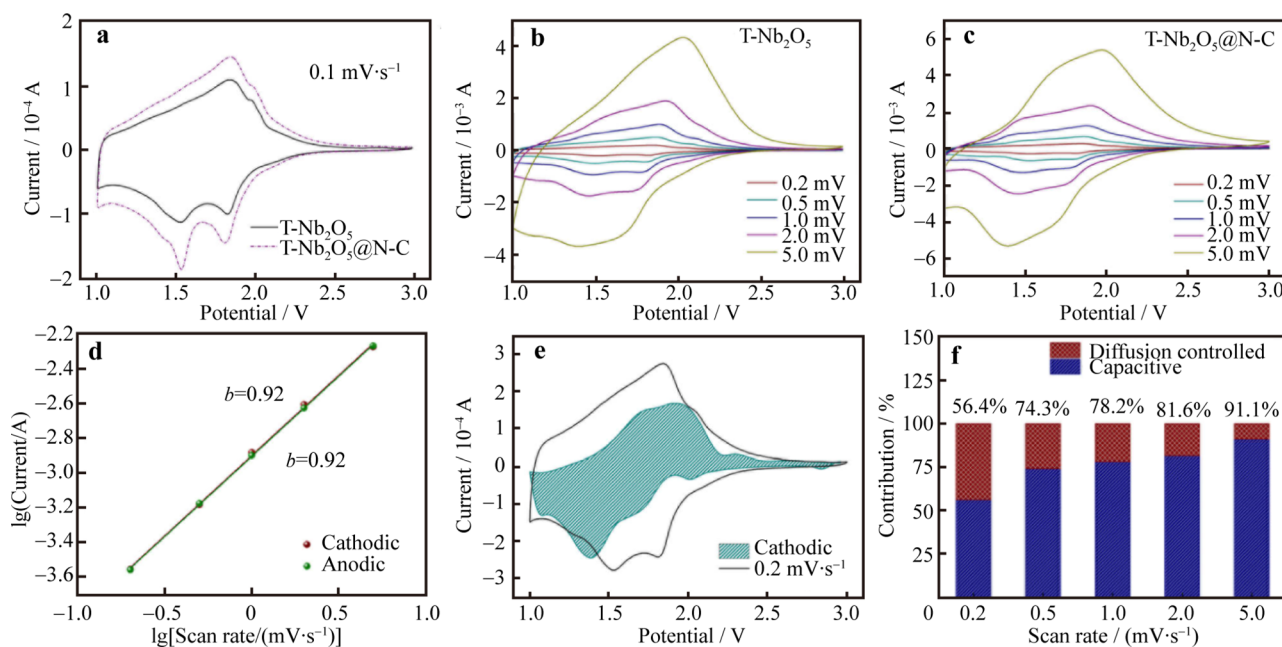 a
0.1 mV·s⁻¹
Current / 10⁻⁴ A
2
1
0
−1
−2
T-Nb₂O₅
T-Nb₂O₅@N-C
1.0 1.5 2.0 2.5 3.0
Potential / V
b
T-Nb₂O₅
Current / 10⁻³ A
4
2
0
−2
−4
0.2 mV
0.5 mV
1.0 mV
2.0 mV
5.0 mV
1.0 1.5 2.0 2.5 3.0
Potential / V
c
T-Nb₂O₅@N-C
Current / 10⁻³ A
6
4
2
0
−2
−4
−6
0.2 mV
0.5 mV
1.0 mV
2.0 mV
5.0 mV
1.0 1.5 2.0 2.5 3.0
Potential / V
d
lg(Current/A)
−2.2
−2.4
−2.6
−2.8
−3.0
−3.2
−3.4
−3.6
b=0.92
b=0.92
Cathodic
Anodic
−1.0 −0.5 0 0.5 1.0
lg[Scan rate/(mV·s⁻¹)]
e
Current / 10⁻⁴ A
3
2
1
0
−1
−2
−3
Cathodic
0.2 mV·s⁻¹
1.0 1.5 2.0 2.5 3.0
Potential / V
f
Diffusion controlled
Capacitive
Contribution / %
150
125
100
75
50
25
0
56.4% 74.3% 78.2% 81.6% 91.1%
0.2 0.5 1.0 2.0 5.0
Scan rate / (mV·s⁻¹)